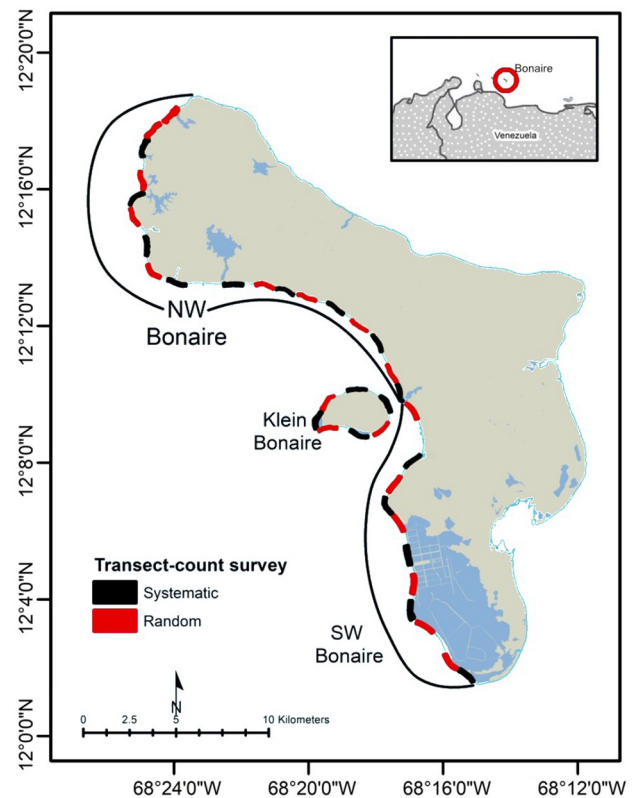 12°20'0"N
12°16'0"N
12°12'0"N
12°8'0"N
12°4'0"N
12°0'0"N
Bonaire
Venezuela
NW
Bonaire
Klein
Bonaire
SW
Bonaire
Transect-count survey
Systematic
Random
N
0 2.5 5 10 Kilometers
68°24'0"W 68°20'0"W 68°16'0"W 68°12'0"W